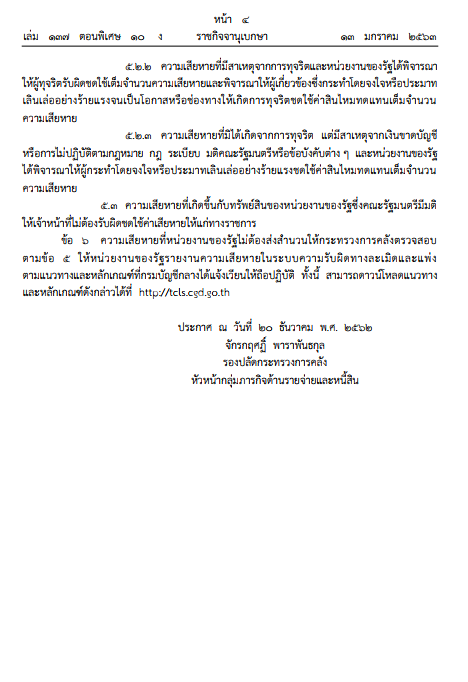 หน้า ๔
เล่ม ๑๓๗ ตอนพิเศษ ๑๐ ง ราชกิจจานุเบกษา ๑๓ มกราคม ๒๕๖๓
๕.๒.๒ ความเสียหายที่มีสาเหตุจากการทุจริตและหน่วยงานของรัฐได้พิจารณา
ให้ผู้ทุจริตรับผิดชดใช้เต็มจำนวนความเสียหายและพิจารณาให้ผู้เกี่ยวข้องซึ่งกระทำโดยจงใจหรือประมาท
เลินเล่ออย่างร้ายแรงจนเป็นโอกาสหรือช่องทางให้เกิดการทุจริตชดใช้ค่าสินไหมทดแทนเต็มจำนวน
ความเสียหาย
๕.๒.๓ ความเสียหายที่มิได้เกิดจากการทุจริต แต่มีสาเหตุจากเงินขาดบัญชี
หรือการไม่ปฏิบัติตามกฎหมาย กฎ ระเบียบ มติคณะรัฐมนตรีหรือข้อบังคับต่าง ๆ และหน่วยงานของรัฐ
ได้พิจารณาให้ผู้กระทำโดยจงใจหรือประมาทเลินเล่ออย่างร้ายแรงชดใช้ค่าสินไหมทดแทนเต็มจำนวน
ความเสียหาย
๕.๓ ความเสียหายที่เกิดขึ้นกับทรัพย์สินของหน่วยงานของรัฐซึ่งคณะรัฐมนตรีมีมติ
ให้เจ้าหน้าที่ไม่ต้องรับผิดชดใช้ค่าเสียหายให้แก่ทางราชการ
ข้อ ๖ ความเสียหายที่หน่วยงานของรัฐไม่ต้องส่งสำนวนให้กระทรวงการคลังตรวจสอบ
ตามข้อ ๕ ให้หน่วยงานของรัฐรายงานความเสียหายในระบบความรับผิดทางละเมิดและแพ่ง
ตามแนวทางและหลักเกณฑ์ที่กรมบัญชีกลางได้แจ้งเวียนให้ถือปฏิบัติ ทั้งนี้ สามารถดาวน์โหลดแนวทาง
และหลักเกณฑ์ดังกล่าวได้ที่ http://tcls.cgd.go.th
ประกาศ ณ วันที่ ๒๐ ธันวาคม พ.ศ. ๒๕๖๒
จักรกฤศฏิ์ พาราพันธกุล
รองปลัดกระทรวงการคลัง
หัวหน้ากลุ่มภารกิจด้านรายจ่ายและหนี้สิน